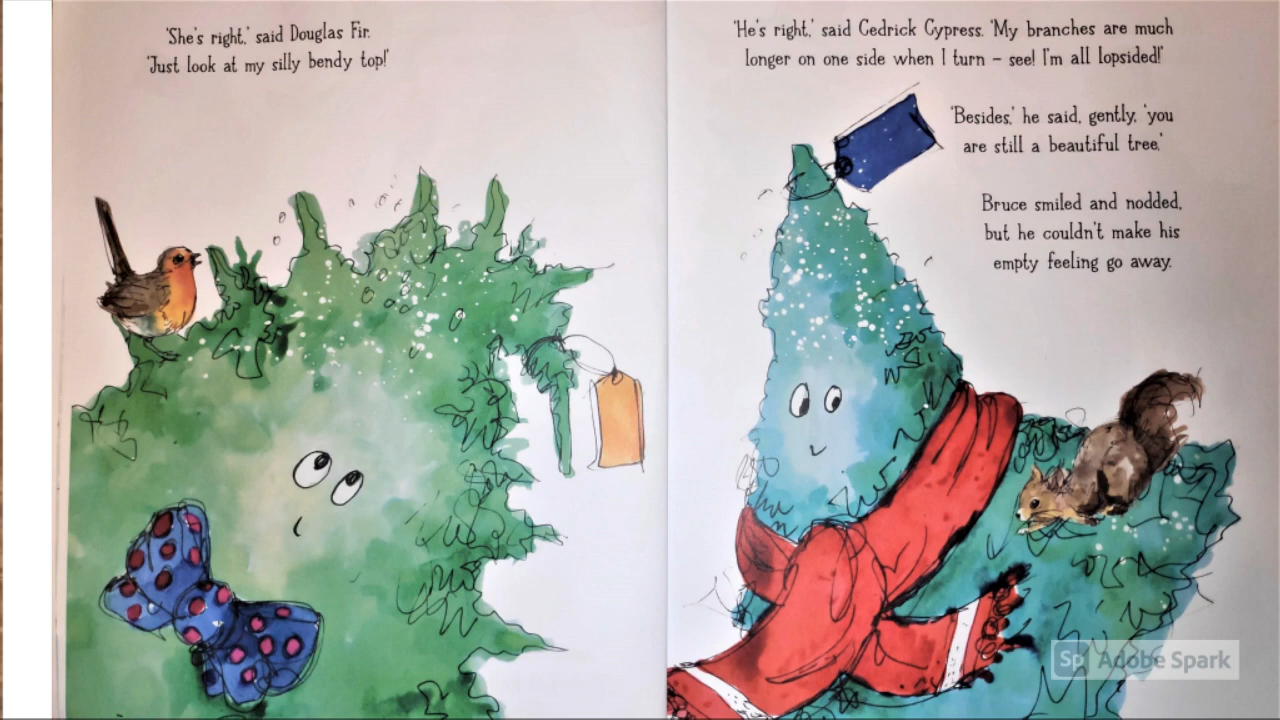 'She's right,' said Douglas Fir.
'Just look at my silly bendy top!'
'He's right,' said Cedrick Cypress. 'My branches are much
longer on one side when I turn – see! I'm all lopsided!'
'Besides,' he said, gently, 'you
are still a beautiful tree.'
Bruce smiled and nodded,
but he couldn't make his
empty feeling go away.
Sp Adobe Spark